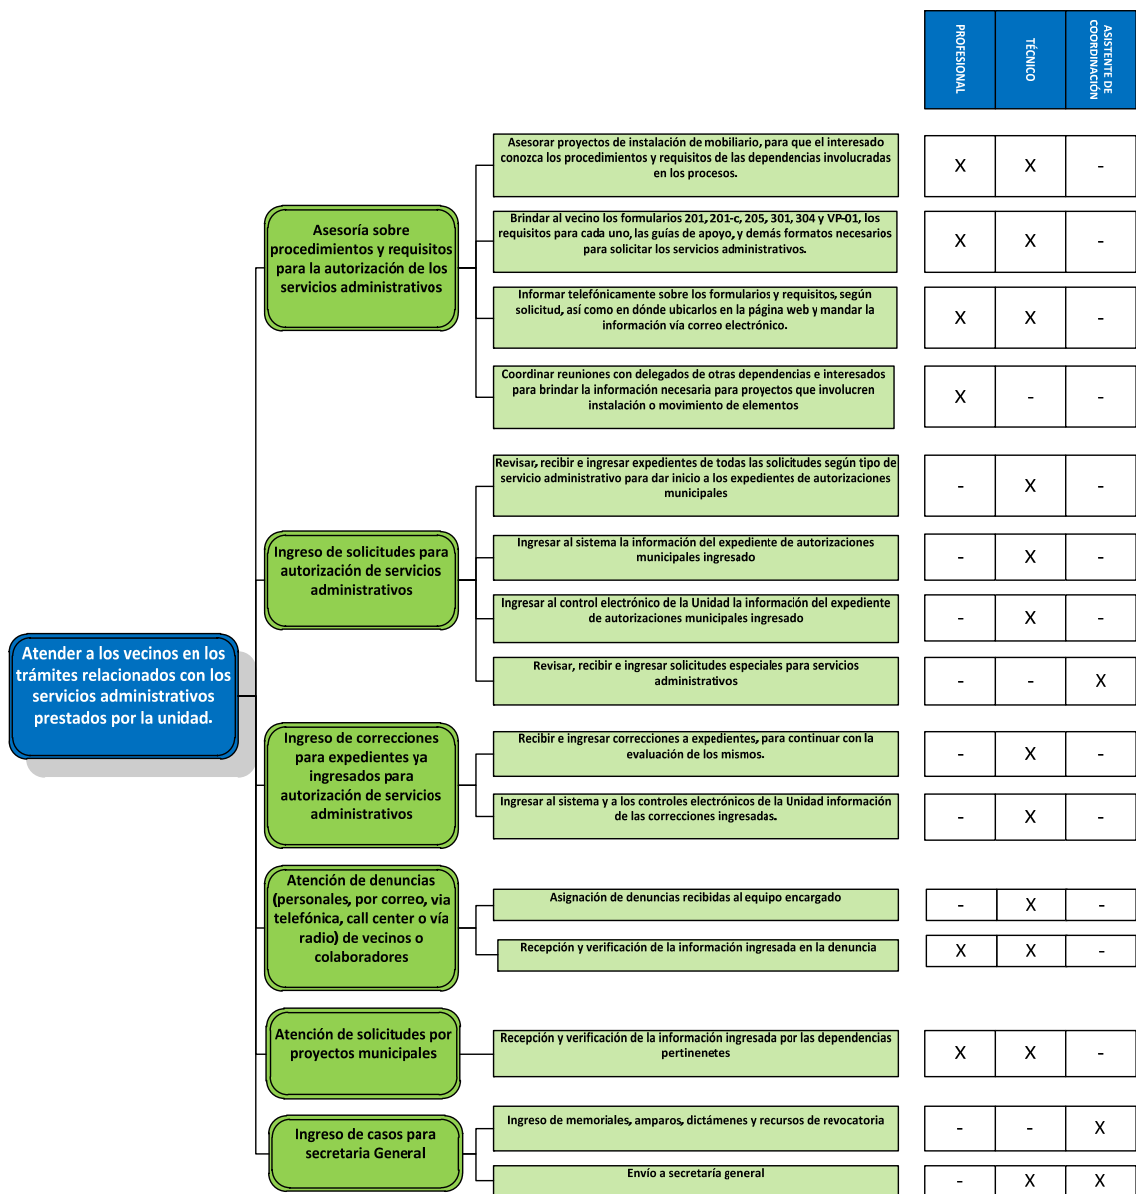 PROFESIONAL
TÉCNICO
ASISTENTE DE
COORDINACIÓN
Atender a los vecinos en los
trámites relacionados con los
servicios administrativos
prestados por la unidad.
Asesoría sobre
procedimientos y requisitos
para la autorización de los
servicios administrativos
Asesorar proyectos de instalación de mobiliario, para que el interesado
conozca los procedimientos y requisitos de las dependencias involucradas
en los procesos.
X X -
Brindar al vecino los formularios 201, 201-c, 205, 301, 304 y VP-01, los
requisitos para cada uno, las guías de apoyo, y demás formatos necesarios
para solicitar los servicios administrativos.
X X -
Informar telefónicamente sobre los formularios y requisitos, según
solicitud, así como en dónde ubicarlos en la página web y mandar la
información vía correo electrónico.
X X -
Coordinar reuniones con delegados de otras dependencias e interesados
para brindar la información necesaria para proyectos que involucren
instalación o movimiento de elementos
X - -
Ingreso de solicitudes para
autorización de servicios
administrativos
Revisar, recibir e ingresar expedientes de todas las solicitudes según tipo de
servicio administrativo para dar inicio a los expedientes de autorizaciones
municipales
- X -
Ingresar al sistema la información del expediente de autorizaciones
municipales ingresado
- X -
Ingresar al control electrónico de la Unidad la información del expediente
de autorizaciones municipales ingresado
- X -
Revisar, recibir e ingresar solicitudes especiales para servicios
administrativos
- - X
Ingreso de correcciones
para expedientes ya
ingresados para
autorización de servicios
administrativos
Recibir e ingresar correcciones a expedientes, para continuar con la
evaluación de los mismos.
- X -
Ingresar al sistema y a los controles electrónicos de la Unidad información
de las correcciones ingresadas.
- X -
Atención de denuncias
(personales, por correo, via
telefónica, call center o vía
radio) de vecinos o
colaboradores
Asignación de denuncias recibidas al equipo encargado
- X -
Recepción y verificación de la información ingresada en la denuncia
X X -
Atención de solicitudes por
proyectos municipales
Recepción y verificación de la información ingresada por las dependencias
pertinenetes
X X -
Ingreso de casos para
secretaria General
Ingreso de memoriales, amparos, dictámenes y recursos de revocatoria
- - X
Envío a secretaría general
- X X